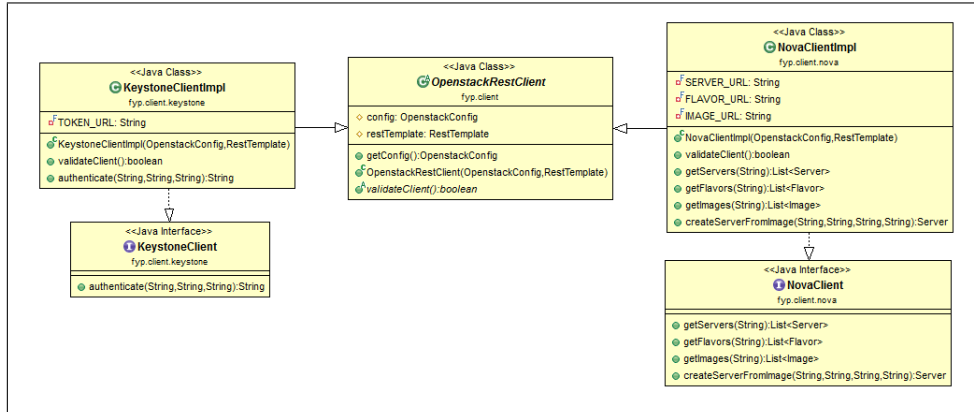 <<Java Class>>
KeystoneClientImpl
fyp.client.keystone
TOKEN_URL: String
KeystoneClientImpl(OpenstackConfig,RestTemplate)
validateClient():boolean
authenticate(String,String,String):String
<<Java Interface>>
KeystoneClient
fyp.client.keystone
authenticate(String,String,String):String
<<Java Class>>
OpenstackRestClient
fyp.client
config: OpenstackConfig
restTemplate: RestTemplate
getConfig():OpenstackConfig
OpenstackRestClient(OpenstackConfig,RestTemplate)
validateClient():boolean
<<Java Class>>
NovaClientImpl
fyp.client.nova
SERVER_URL: String
FLAVOR_URL: String
IMAGE_URL: String
NovaClientImpl(OpenstackConfig,RestTemplate)
validateClient():boolean
getServers(String):List<Server>
getFlavors(String):List<Flavor>
getImages(String):List<Image>
createServerFromImage(String,String,String,String):Server
<<Java Interface>>
NovaClient
fyp.client.nova
getServers(String):List<Server>
getFlavors(String):List<Flavor>
getImages(String):List<Image>
createServerFromImage(String,String,String,String):Server